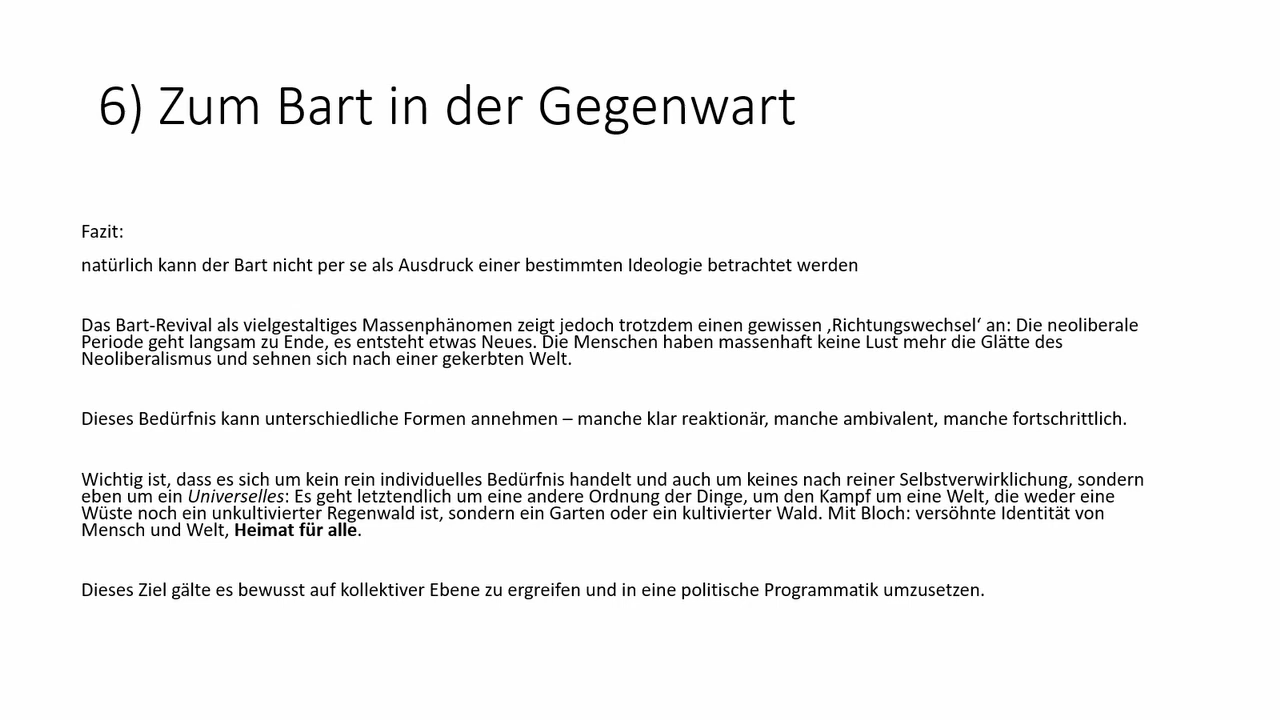 6) Zum Bart in der Gegenwart
Fazit:
natürlich kann der Bart nicht per se als Ausdruck einer bestimmten Ideologie betrachtet werden
Das Bart-Revival als vielgestaltiges Massenphänomen zeigt jedoch trotzdem einen gewissen ‚Richtungswechsel‘ an: Die neoliberale
Periode geht langsam zu Ende, es entsteht etwas Neues. Die Menschen haben massenhaft keine Lust mehr die Glätte des
Neoliberalismus und sehnen sich nach einer gekerbten Welt.
Dieses Bedürfnis kann unterschiedliche Formen annehmen – manche klar reaktionär, manche ambivalent, manche fortschrittlich.
Wichtig ist, dass es sich um kein rein individuelles Bedürfnis handelt und auch um keines nach reiner Selbstverwirklichung, sondern
eben um ein Universelles: Es geht letztendlich um eine andere Ordnung der Dinge, um den Kampf um eine Welt, die weder eine
Wüste noch ein unkultivierter Regenwald ist, sondern ein Garten oder ein kultivierter Wald. Mit Bloch: versöhnte Identität von
Mensch und Welt, Heimat für alle.
Dieses Ziel gälte es bewusst auf kollektiver Ebene zu ergreifen und in eine politische Programmatik umzusetzen.